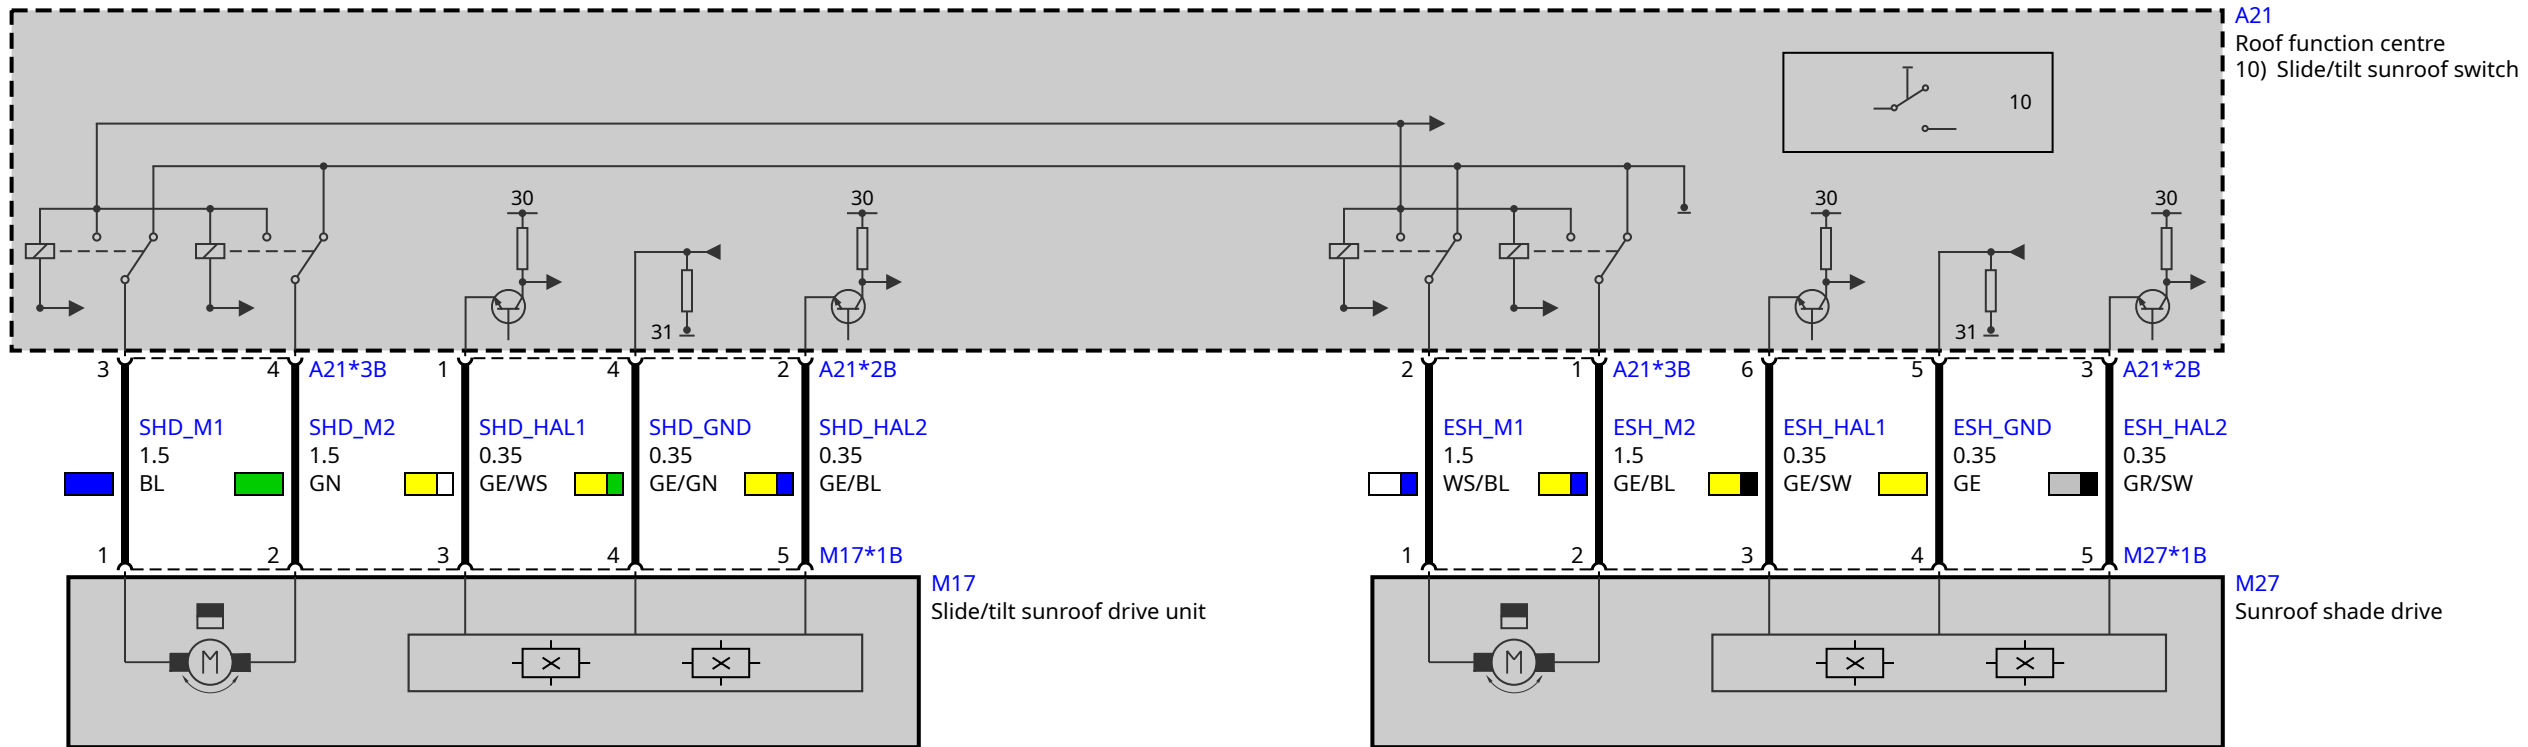 A21
Roof function centre
10) Slide/tilt sunroof switch
10
30
30
30
30
31
31
3
4
A21*3B
1
4
2
A21*2B
2
1
A21*3B
6
5
3
A21*2B
SHD_M1
1.5
BL
SHD_M2
1.5
GN
SHD_HAL1
0.35
GE/WS
SHD_GND
0.35
GE/GN
SHD_HAL2
0.35
GE/BL
ESH_M1
1.5
WS/BL
ESH_M2
1.5
GE/BL
ESH_HAL1
0.35
GE/SW
ESH_GND
0.35
GE
ESH_HAL2
0.35
GR/SW
1
2
3
4
5
M17*1B
1
2
3
4
5
M27*1B
M17
Slide/tilt sunroof drive unit
M
M27
Sunroof shade drive
M